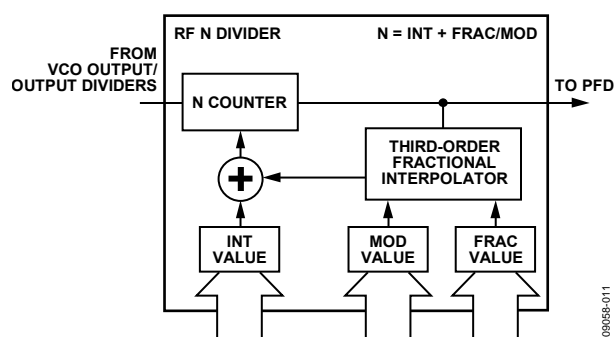 RF N DIVIDER
N = INT + FRAC/MOD
FROM
VCO OUTPUT/
OUTPUT DIVIDERS
TO PFD
N COUNTER
THIRD-ORDER
FRACTIONAL
INTERPOLATOR
+
INT
VALUE
MOD
VALUE
FRAC
VALUE
09058-011